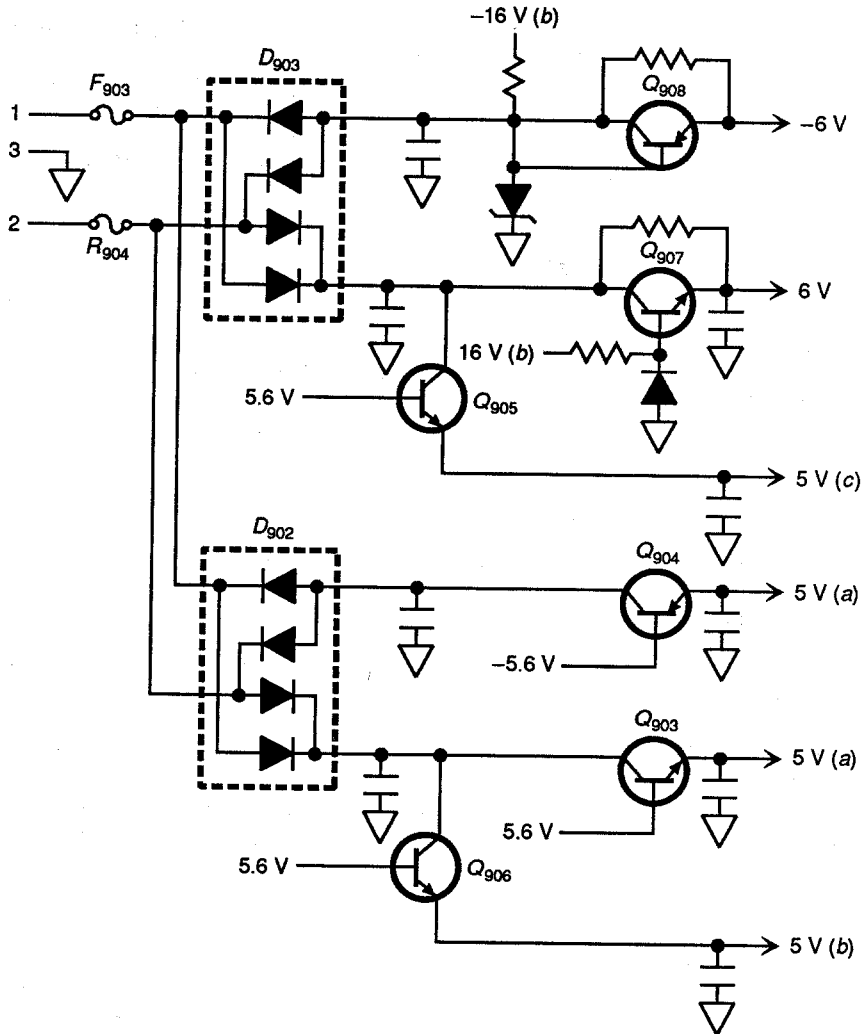 −16 V (b)
D903
Q908
F903
1
−6 V
3
2
R904
Q907
6 V
16 V (b)
5.6 V
Q905
5 V (c)
D902
Q904
5 V (a)
−5.6 V
Q903
5 V (a)
5.6 V
5.6 V
Q906
5 V (b)